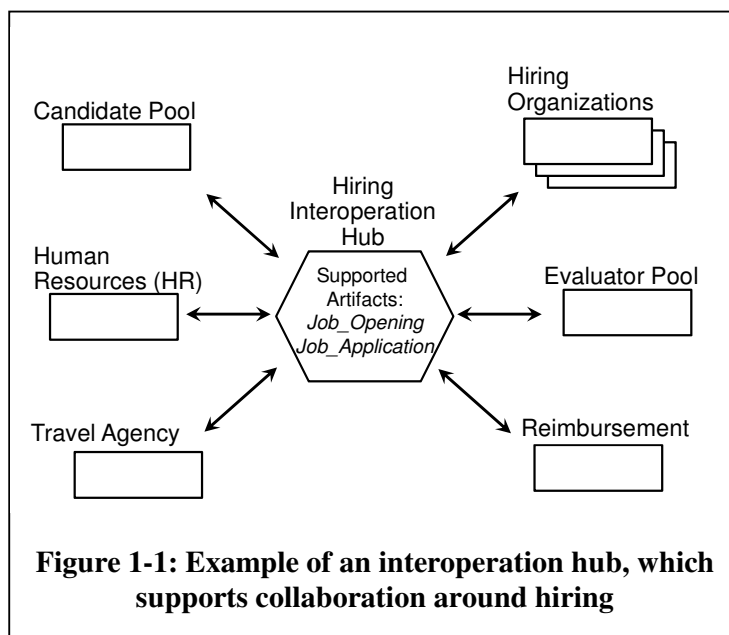 Candidate Pool
Hiring
Organizations
Hiring
Interoperation
Hub
Human
Resources (HR)
Supported
Artifacts:
Job_Opening
Job_Application
Evaluator Pool
Travel Agency
Reimbursement
Figure 1-1: Example of an interoperation hub, which
supports collaboration around hiring